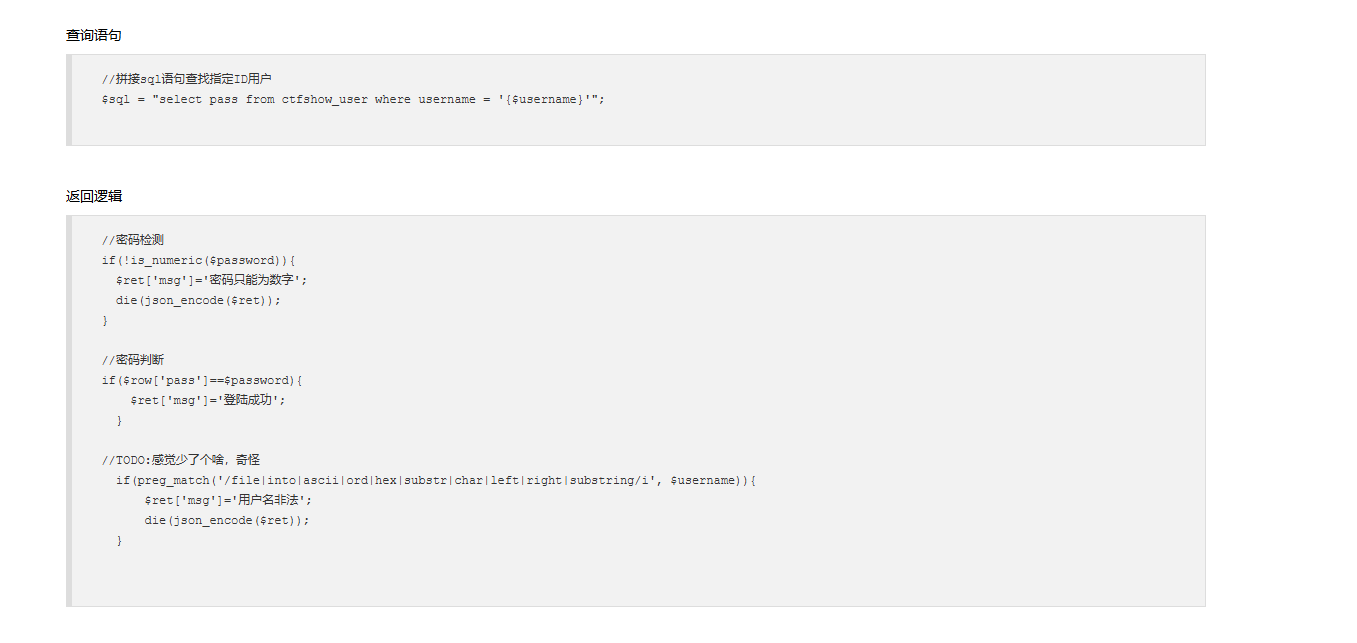 查询语句
//拼接sql语句查找指定ID用户
$sql = "select pass from ctfshow_user where username = '{$username}'";
返回逻辑
//密码检测
if(!is_numeric($password)){
$ret['msg']='密码只能为数字';
die(json_encode($ret));
}
//密码判断
if($row['pass']==$password){
$ret['msg']='登陆成功';
}
//TODO:感觉少了个啥，奇怪
if(preg_match('/file|into|ascii|ord|hex|substr|char|left|right|substring/i', $username)){
$ret['msg']='用户名非法';
die(json_encode($ret));
}